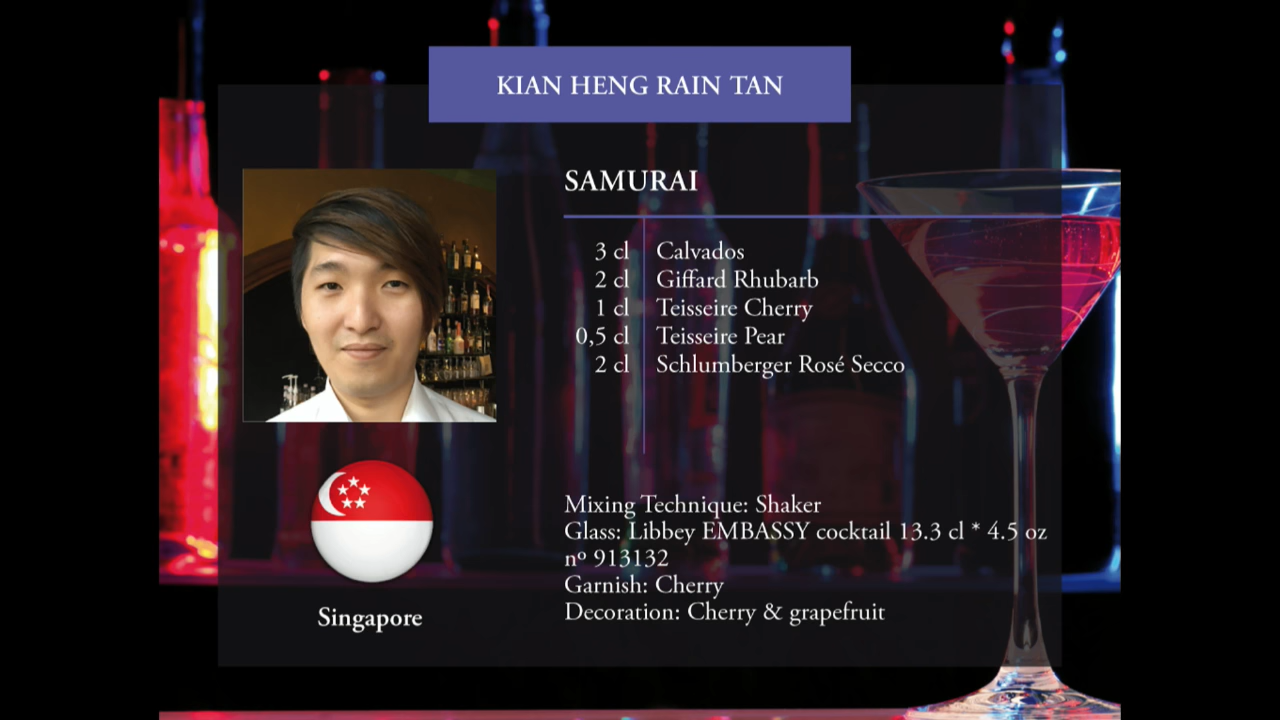 KIAN HENG RAIN TAN
SAMURAI
3 cl Calvados
2 cl Giffard Rhubarb
1 cl Teisseire Cherry
0,5 cl Teisseire Pear
2 cl Schlumberger Rosé Secco
Mixing Technique: Shaker
Glass: Libbey EMBASSY cocktail 13.3 cl * 4.5 oz
nº 913132
Garnish: Cherry
Decoration: Cherry & grapefruit
Singapore